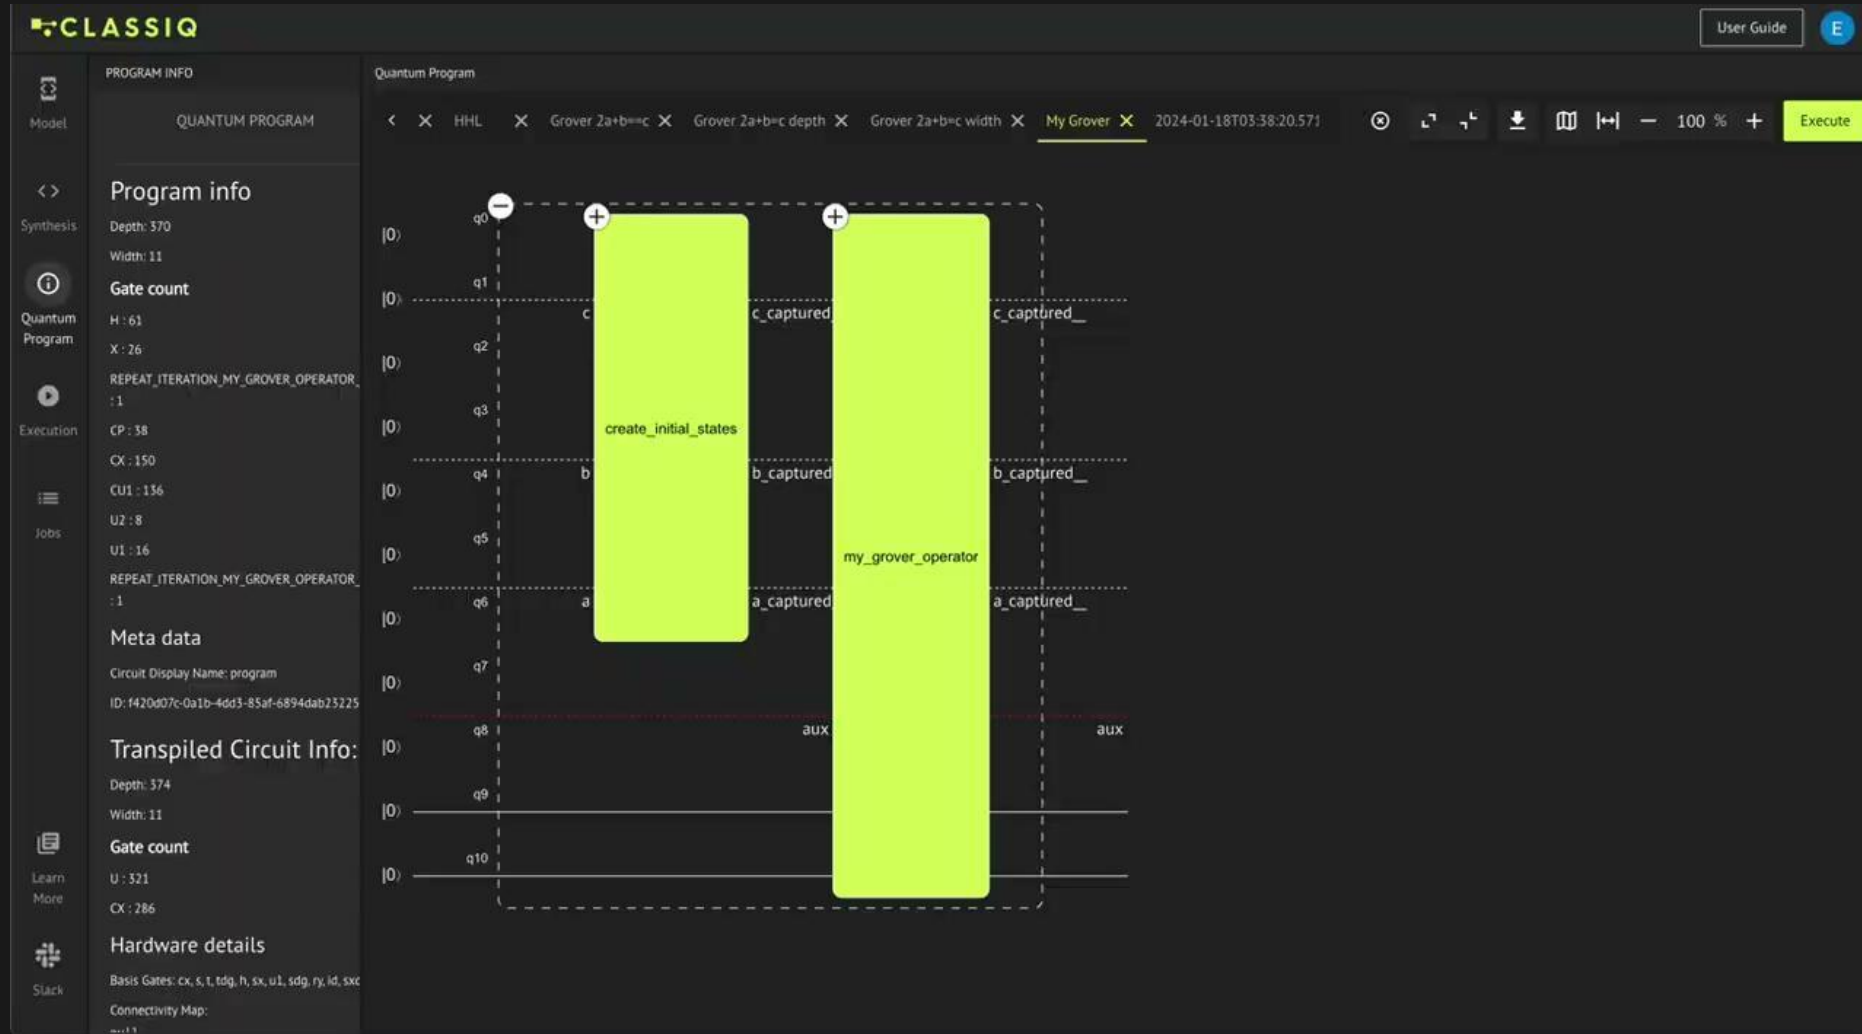 CLASSIQ
User Guide
E
Model
Synthesis
Quantum
Program
Execution
Jobs
Learn
More
Slack
PROGRAM INFO
QUANTUM PROGRAM
Program info
Depth: 370
Width: 11
Gate count
H : 61
X : 26
REPEAT_ITERATION_MY_GROVER_OPERATOR_
: 1
CP : 38
CX : 150
CU1 : 136
U2 : 8
U1 : 16
REPEAT_ITERATION_MY_GROVER_OPERATOR_
: 1
Meta data
Circuit Display Name: program
ID: f420d07c-0a1b-4dd3-85af-6894dab23225
Transpiled Circuit Info:
Depth: 374
Width: 11
Gate count
U : 321
CX : 286
Hardware details
Basis Gates: cx, s, t, tdg, h, sx, u1, sdg, ry, id, sxd
Connectivity Map:
null
Quantum Program
HHL
Grover 2a+b==c
Grover 2a+b=c depth
Grover 2a+b=c width
My Grover
2024-01-18T03:38:20.571
100 %
Execute
q0
|0⟩
q1
|0⟩
c c_captured_ c_captured__
q2
|0⟩
q3
|0⟩
create_initial_states
q4
b b_captured b_captured__
|0⟩
q5
|0⟩
my_grover_operator
q6
a a_captured a_captured__
|0⟩
q7
|0⟩
q8 aux aux
|0⟩
q9
|0⟩
q10
|0⟩